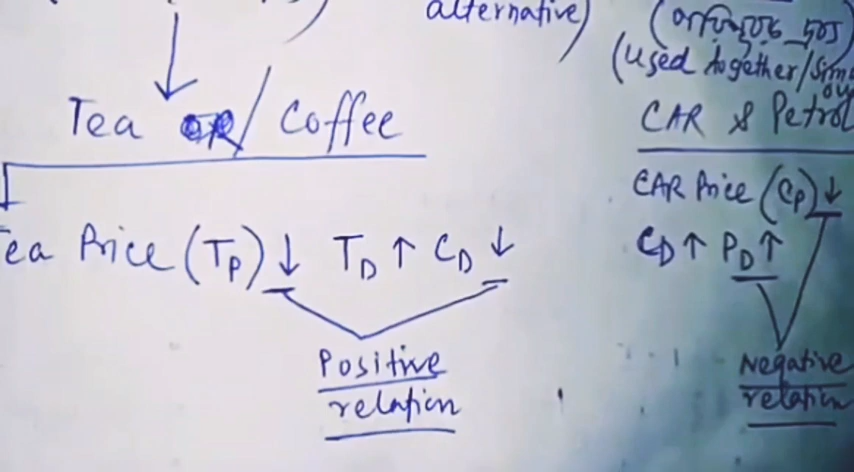 alternative)
Tea / Coffee
Tea Price (TP) ↓ TD ↑ CD ↓
Positive
relation
(Used together/
CAR & Petrol
CAR Price (CP) ↓
CD ↑ PD ↑
Negative
relation